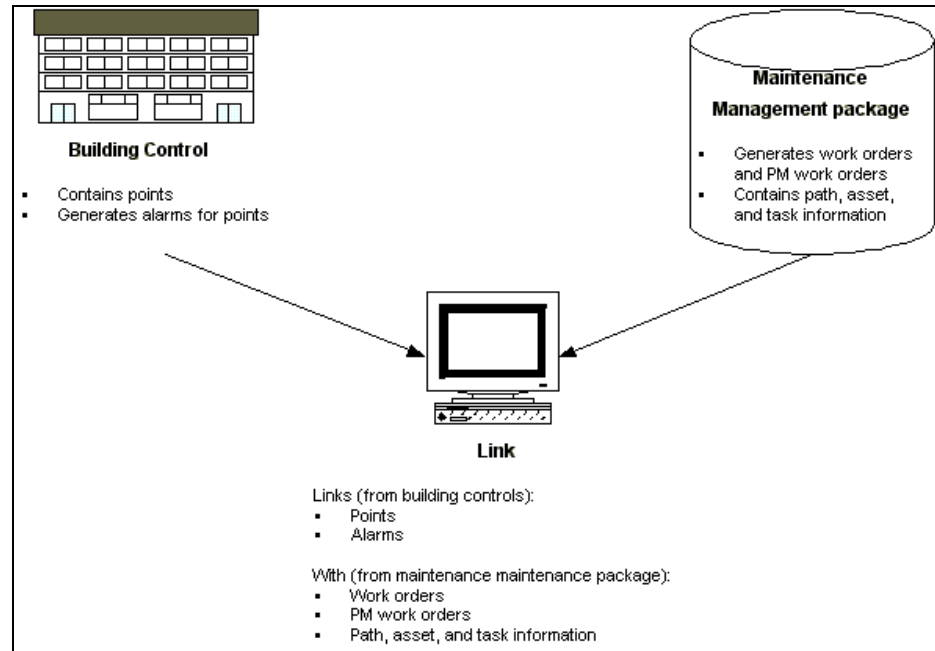 Building Control
▪ Contains points
▪ Generates alarms for points
Maintenance
Management package
▪ Generates work orders
and PM work orders
▪ Contains path, asset,
and task information
Link
Links (from building controls):
▪ Points
▪ Alarms
With (from maintenance maintenance package):
▪ Work orders
▪ PM work orders
▪ Path, asset, and task information